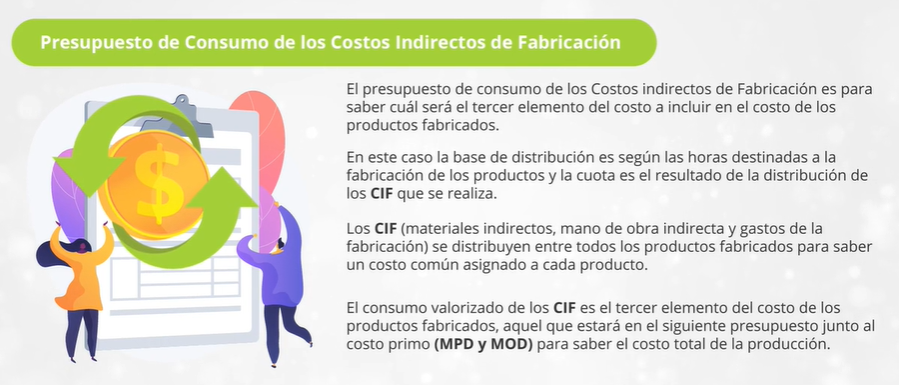 Presupuesto de Consumo de los Costos Indirectos de Fabricación
El presupuesto de consumo de los Costos indirectos de Fabricación es para
saber cuál será el tercer elemento del costo a incluir en el costo de los
productos fabricados.
En este caso la base de distribución es según las horas destinadas a la
fabricación de los productos y la cuota es el resultado de la distribución de
los CIF que se realiza.
Los CIF (materiales indirectos, mano de obra indirecta y gastos de la
fabricación) se distribuyen entre todos los productos fabricados para saber
un costo común asignado a cada producto.
El consumo valorizado de los CIF es el tercer elemento del costo de los
productos fabricados, aquel que estará en el siguiente presupuesto junto al
costo primo (MPD y MOD) para saber el costo total de la producción.
$